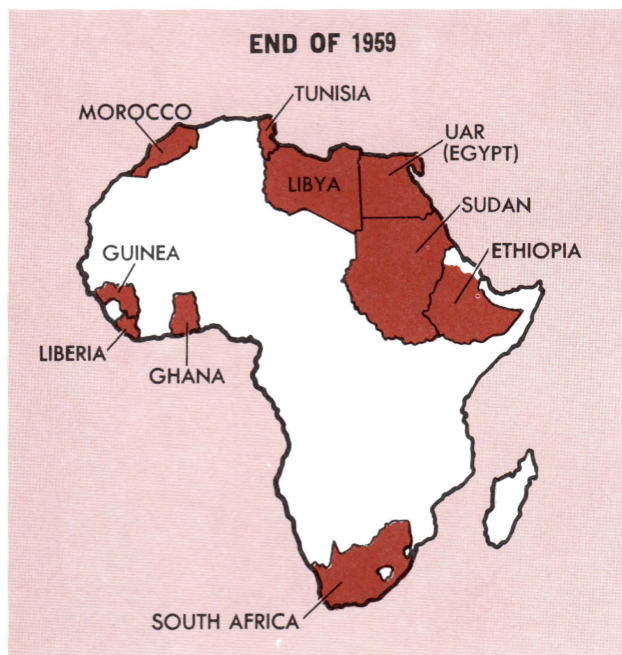 END OF 1959
TUNISIA
MOROCCO
UAR
(EGYPT)
LIBYA
SUDAN
ETHIOPIA
GUINEA
LIBERIA
GHANA
SOUTH AFRICA